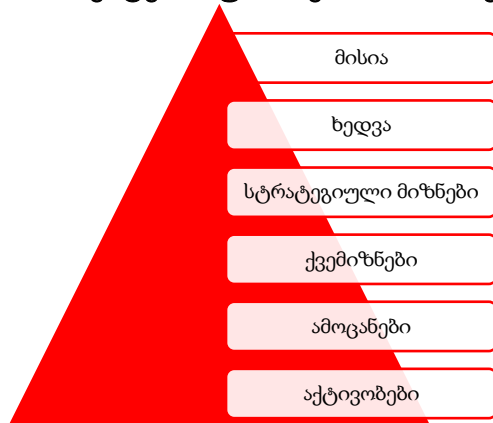 მისია
ხედვა
სტრატეგიული მიზნები
ქვემიზნები
ამოცანები
აქტივობები